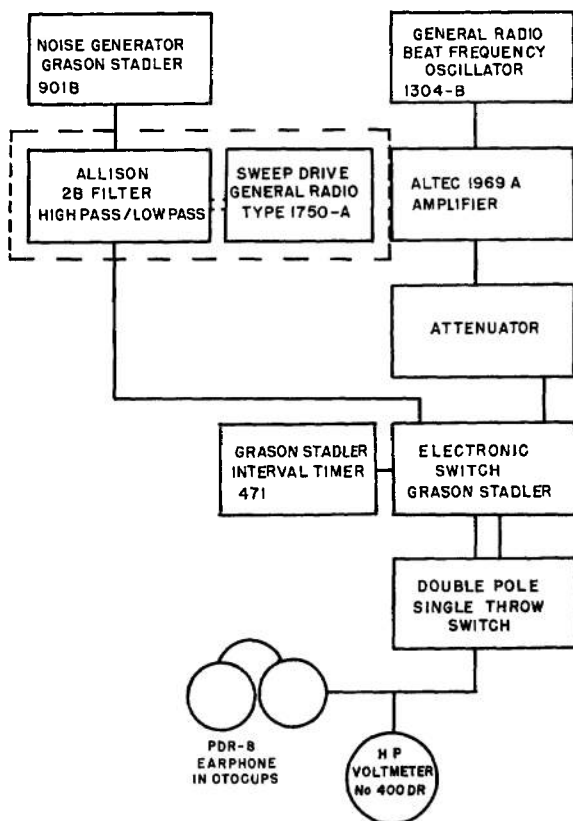 NOISE GENERATOR
GRASON STADLER
901B
GENERAL RADIO
BEAT FREQUENCY
OSCILLATOR
1304-B
ALLISON
2B FILTER
HIGH PASS/LOW PASS
SWEEP DRIVE
GENERAL RADIO
TYPE 1750-A
ALTEC 1969 A
AMPLIFIER
ATTENUATOR
GRASON STADLER
INTERVAL TIMER
471
ELECTRONIC
SWITCH
GRASON STADLER
DOUBLE POLE
SINGLE THROW
SWITCH
PDR-8
EARPHONE
IN OTOCUPS
HP
VOLTMETER
No 400DR